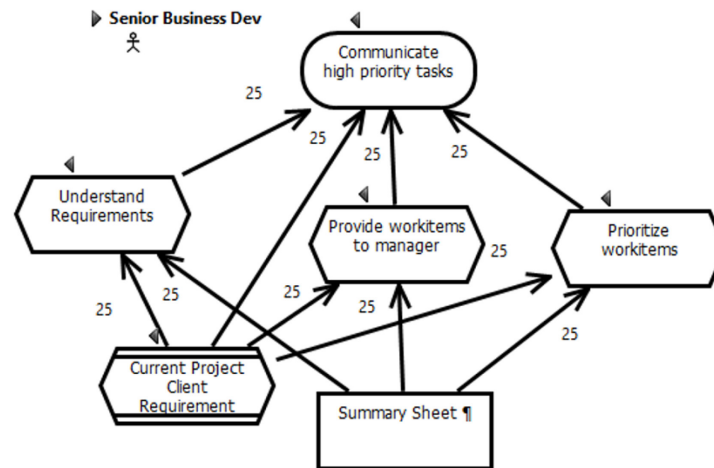 Senior Business Dev
Communicate
high priority tasks
25
25
25
25
Understand
Requirements
Provide workitems
to manager
Prioritize
workitems
25
25
25
25
25
25
Current Project
Client
Requirement
Summary Sheet ¶